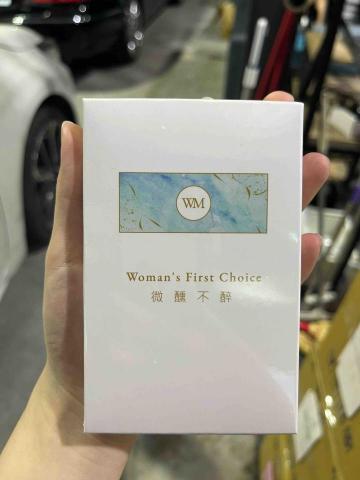 WM
Woman's First Choice
微醺不醉